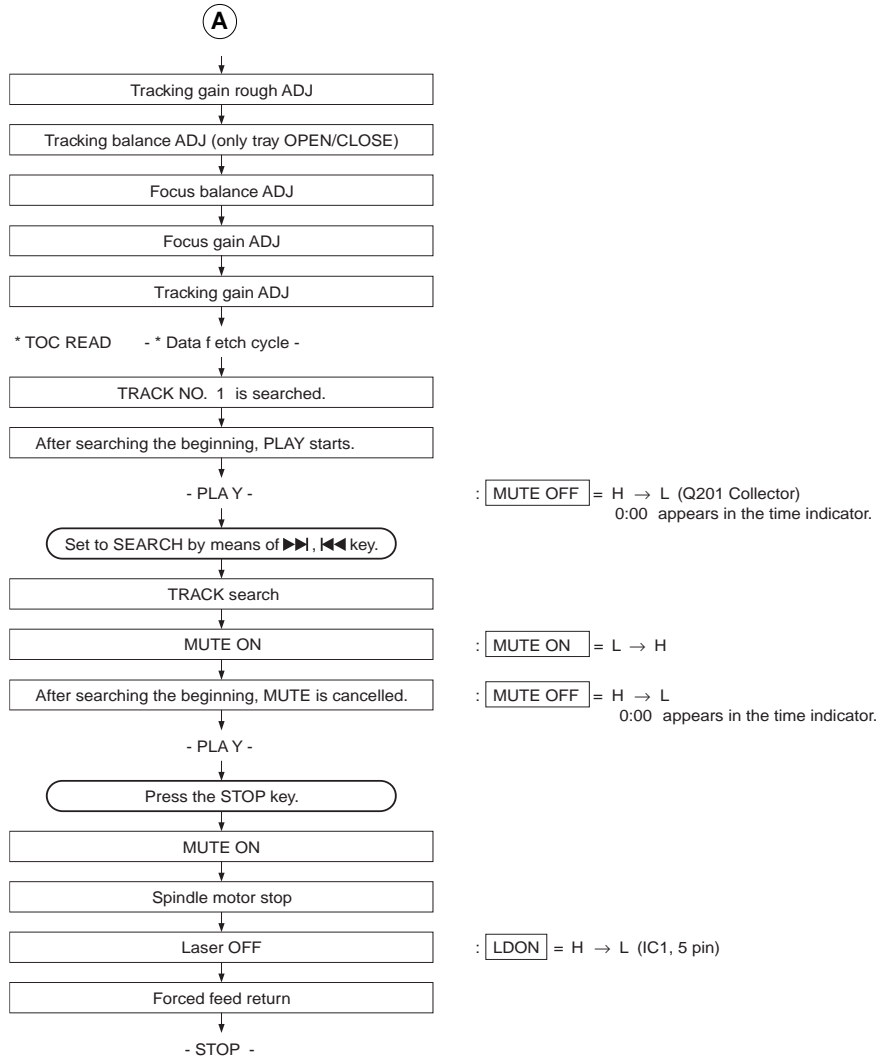 A
Tracking gain rough ADJ
Tracking balance ADJ (only tray OPEN/CLOSE)
Focus balance ADJ
Focus gain ADJ
Tracking gain ADJ
* TOC READ - * Data f etch cycle -
TRACK NO. 1 is searched.
After searching the beginning, PLAY starts.
- PLA Y - : MUTE OFF = H → L (Q201 Collector)
0:00 appears in the time indicator.
Set to SEARCH by means of ▶▶|, |◀◀ key.
TRACK search
MUTE ON : MUTE ON = L → H
After searching the beginning, MUTE is cancelled. : MUTE OFF = H → L
0:00 appears in the time indicator.
- PLA Y -
Press the STOP key.
MUTE ON
Spindle motor stop
Laser OFF : LDON = H → L (IC1, 5 pin)
Forced feed return
- STOP -